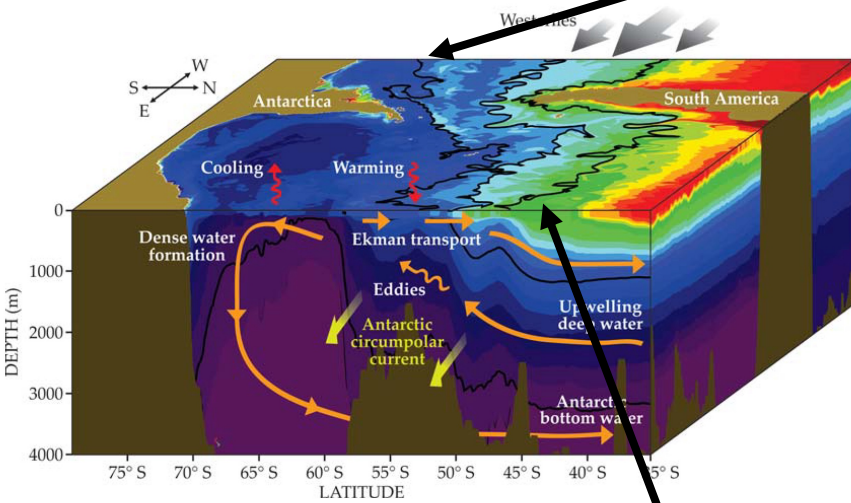 Westerlies
W
S
N
E
Antarctica
South America
Cooling
Warming
0
Dense water
formation
Ekman transport
1000
Eddies
Upwelling
deep water
2000
Antarctic
circumpolar
current
DEPTH (m)
3000
Antarctic
bottom water
4000
75° S
70° S
65° S
60° S
55° S
50° S
45° S
40° S
35° S
LATITUDE